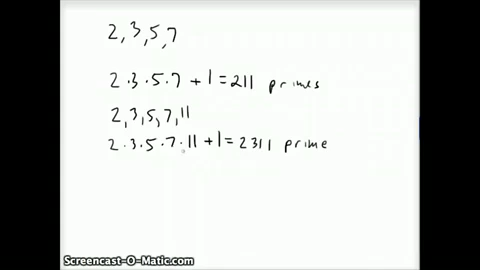 2, 3, 5, 7
2 · 3 · 5 · 7 + 1 = 211 primes
2, 3, 5, 7, 11
2 · 3 · 5 · 7 · 11 + 1 = 2311 prime
Screencast-O-Matic.com